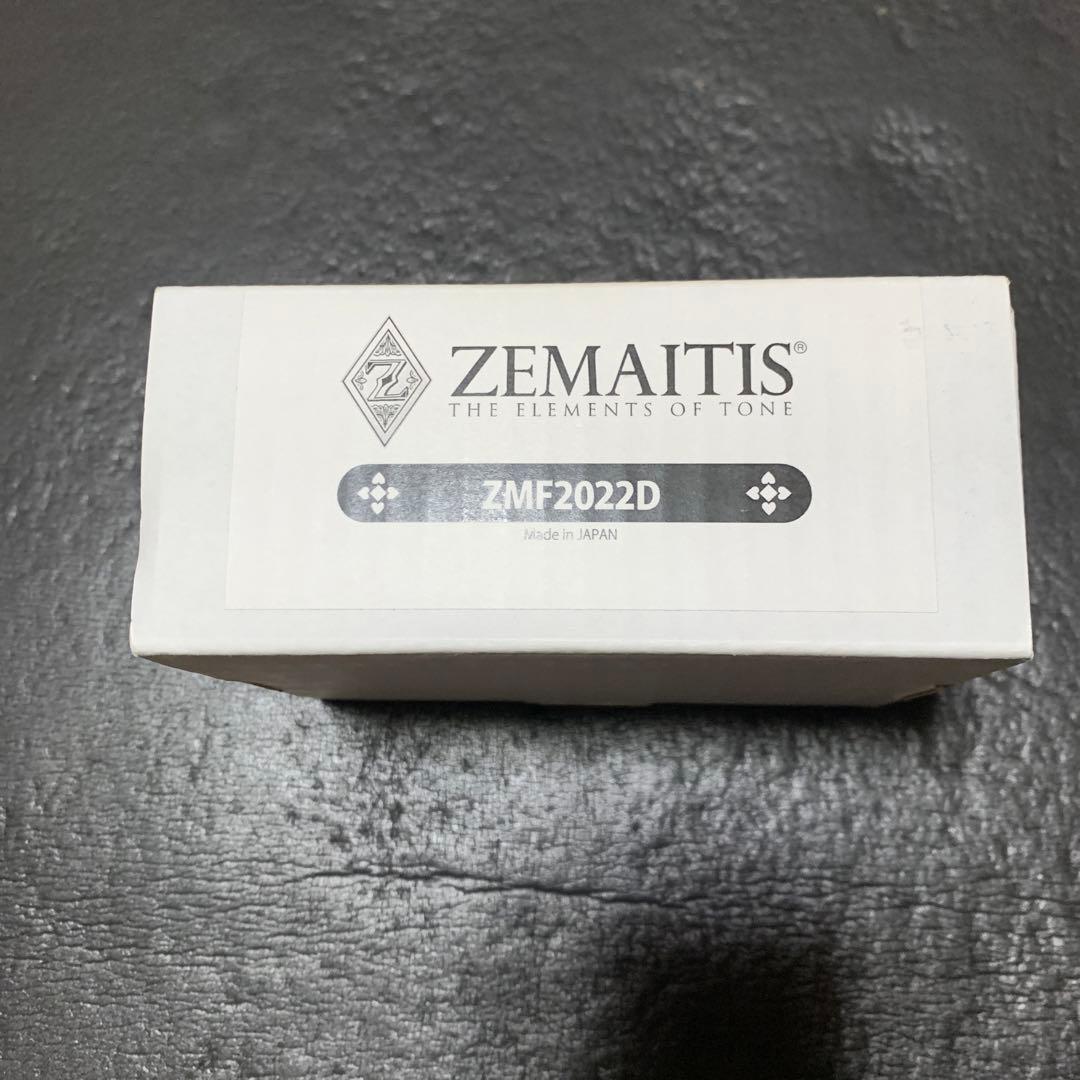 Z
ZEMAITIS®
THE ELEMENTS OF TONE
ZMF2022D
Made in JAPAN